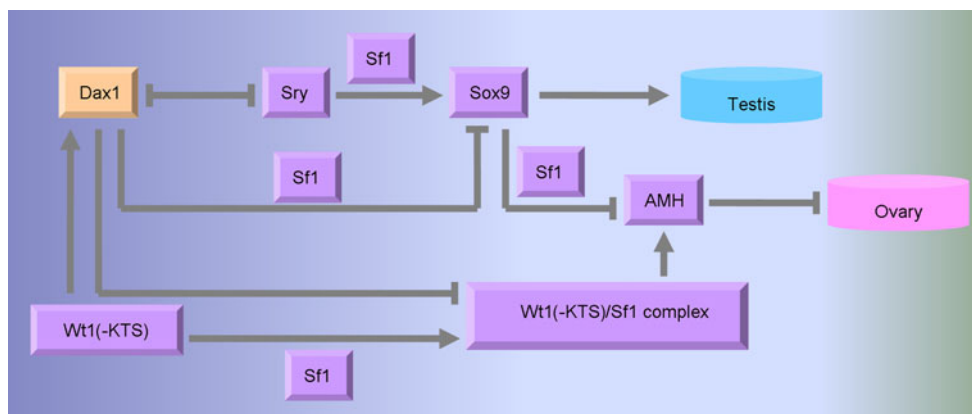 Sf1
Dax1
Sry
Sox9
Testis
Sf1
Sf1
AMH
Ovary
Wt1(-KTS)
Wt1(-KTS)/Sf1 complex
Sf1